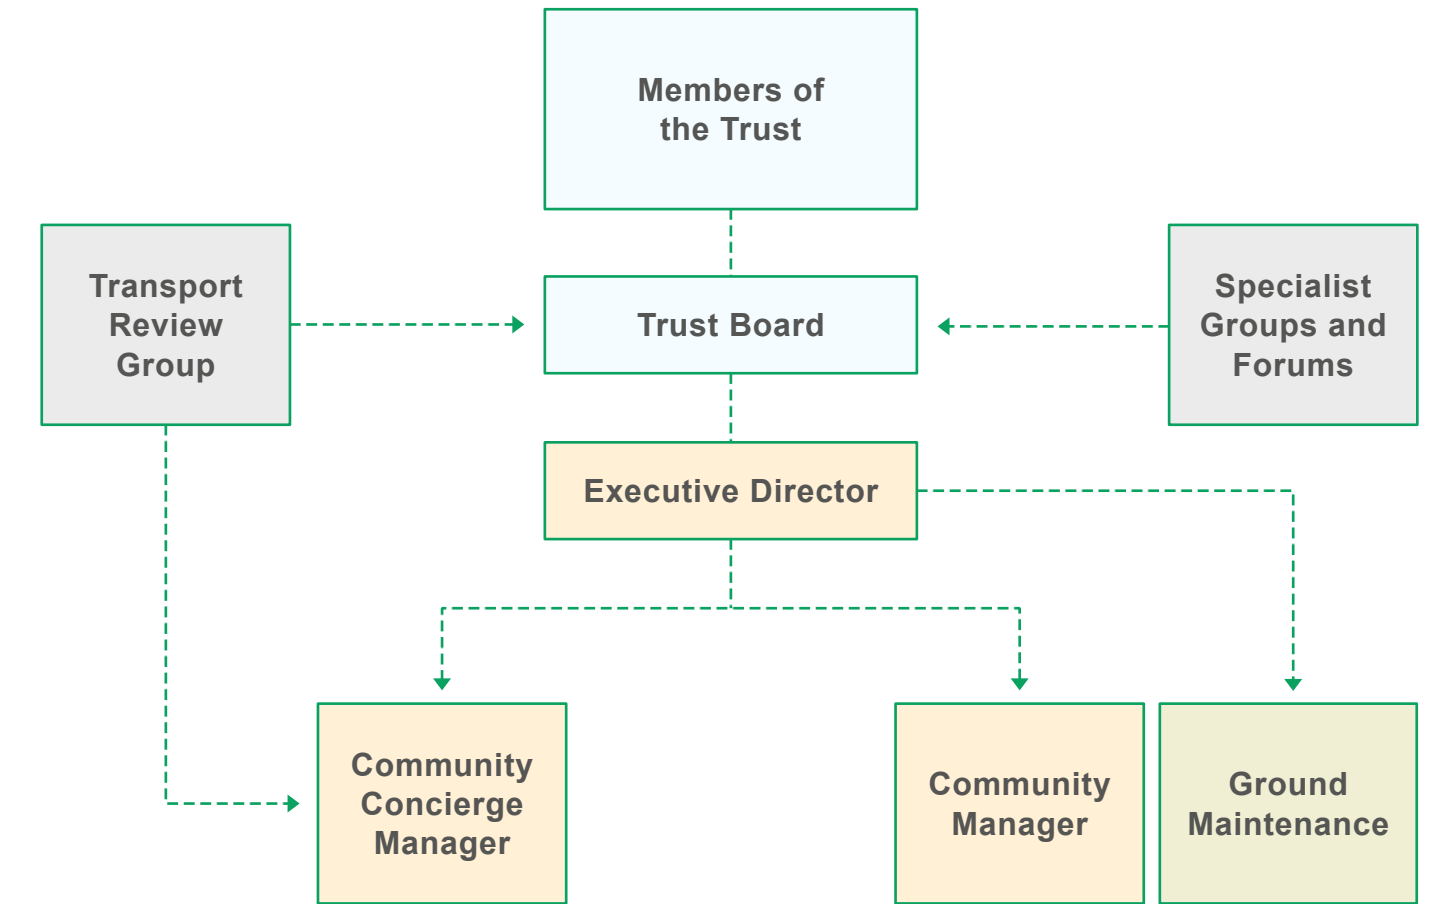 Members of
the Trust
Transport
Review
Group
Trust Board
Specialist
Groups and
Forums
Executive Director
Community
Concierge
Manager
Community
Manager
Ground
Maintenance